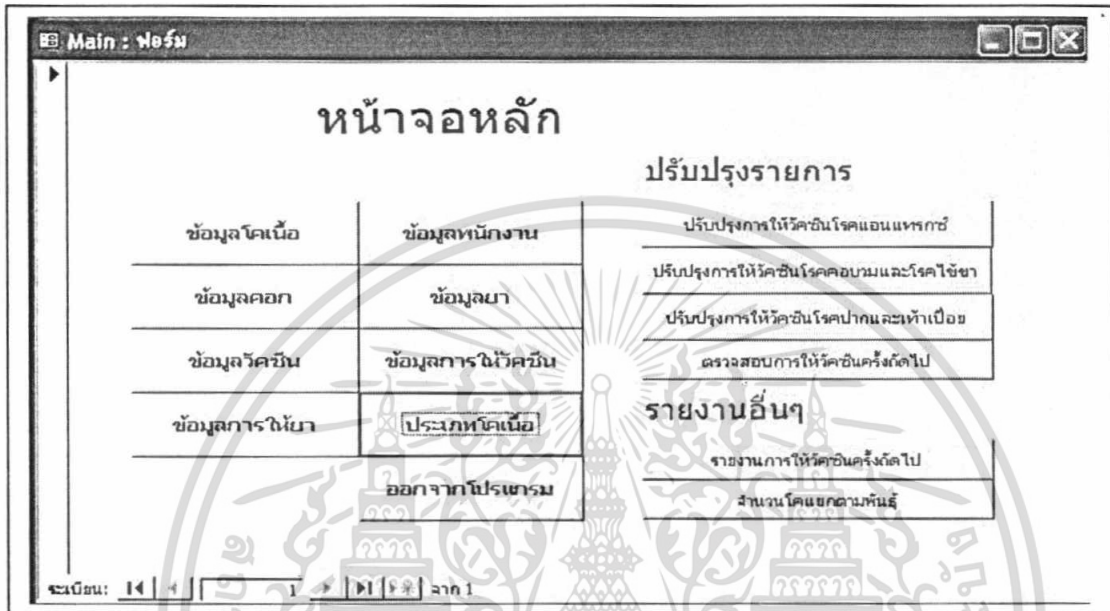 Main : ฟอร์ม
หน้าจอหลัก
ข้อมูลโคเนื้อ
ข้อมูลพนักงาน
ข้อมูลคอก
ข้อมูลยา
ข้อมูลวัคซีน
ข้อมูลการให้วัคซีน
ข้อมูลการให้ยา
ประเภทโคเนื้อ
ออกจากโปรแกรม
ปรับปรุงรายการ
ปรับปรุงการให้วัคซีนโรคแอนแทรกซ์
ปรับปรุงการให้วัคซีนโรคคอบวมและโรคไข้ขา
ปรับปรุงการให้วัคซีนโรคปากและเท้าเปื่อย
ตรวจสอบการให้วัคซีนครั้งถัดไป
รายงานอื่นๆ
รายงานการให้วัคซีนครั้งถัดไป
จำนวนโคแยกตามพันธุ์
ระเบียน: 1 จาก 1